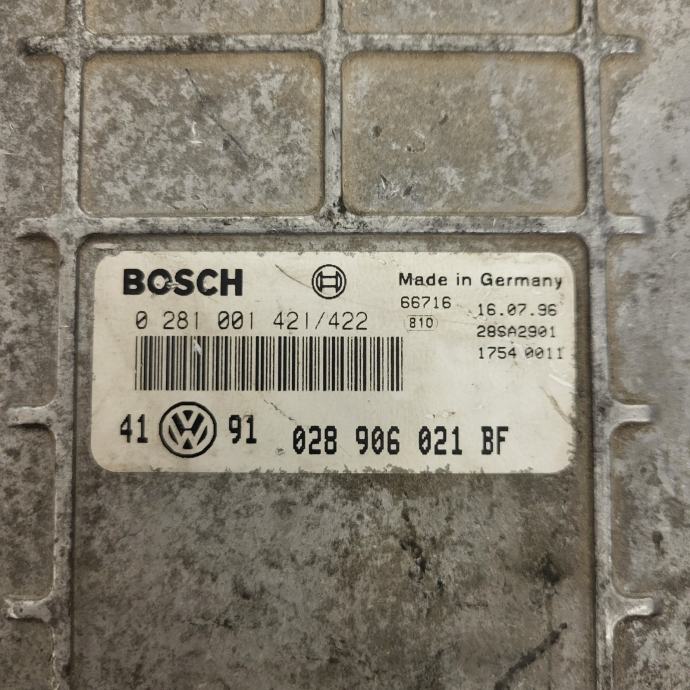 BOSCH
Made in Germany
0 281 001 421/422
66716 16.07.96
810 28SA2901
1754 0011
41 VW 91 028 906 021 BF